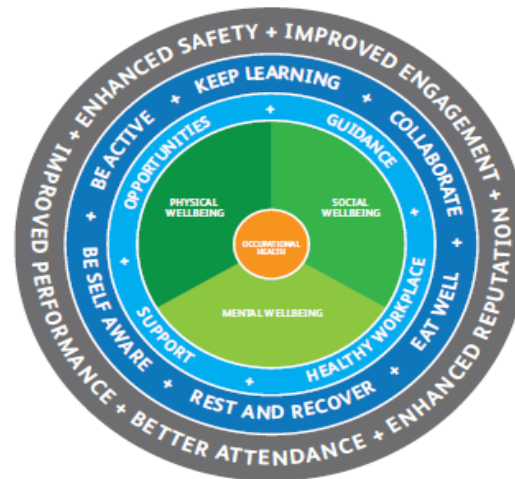 IMPROVED PERFORMANCE + BETTER ATTENDANCE + ENHANCED REPUTATION + IMPROVED ENGAGEMENT + ENHANCED SAFETY +
BE ACTIVE + KEEP LEARNING + COLLABORATE + EAT WELL + REST AND RECOVER + BE SELF AWARE +
OPPORTUNITIES + GUIDANCE + HEALTHY WORKPLACE + SUPPORT +
PHYSICAL
WELLBEING
SOCIAL
WELLBEING
OCCUPATIONAL
HEALTH
MENTAL WELLBEING